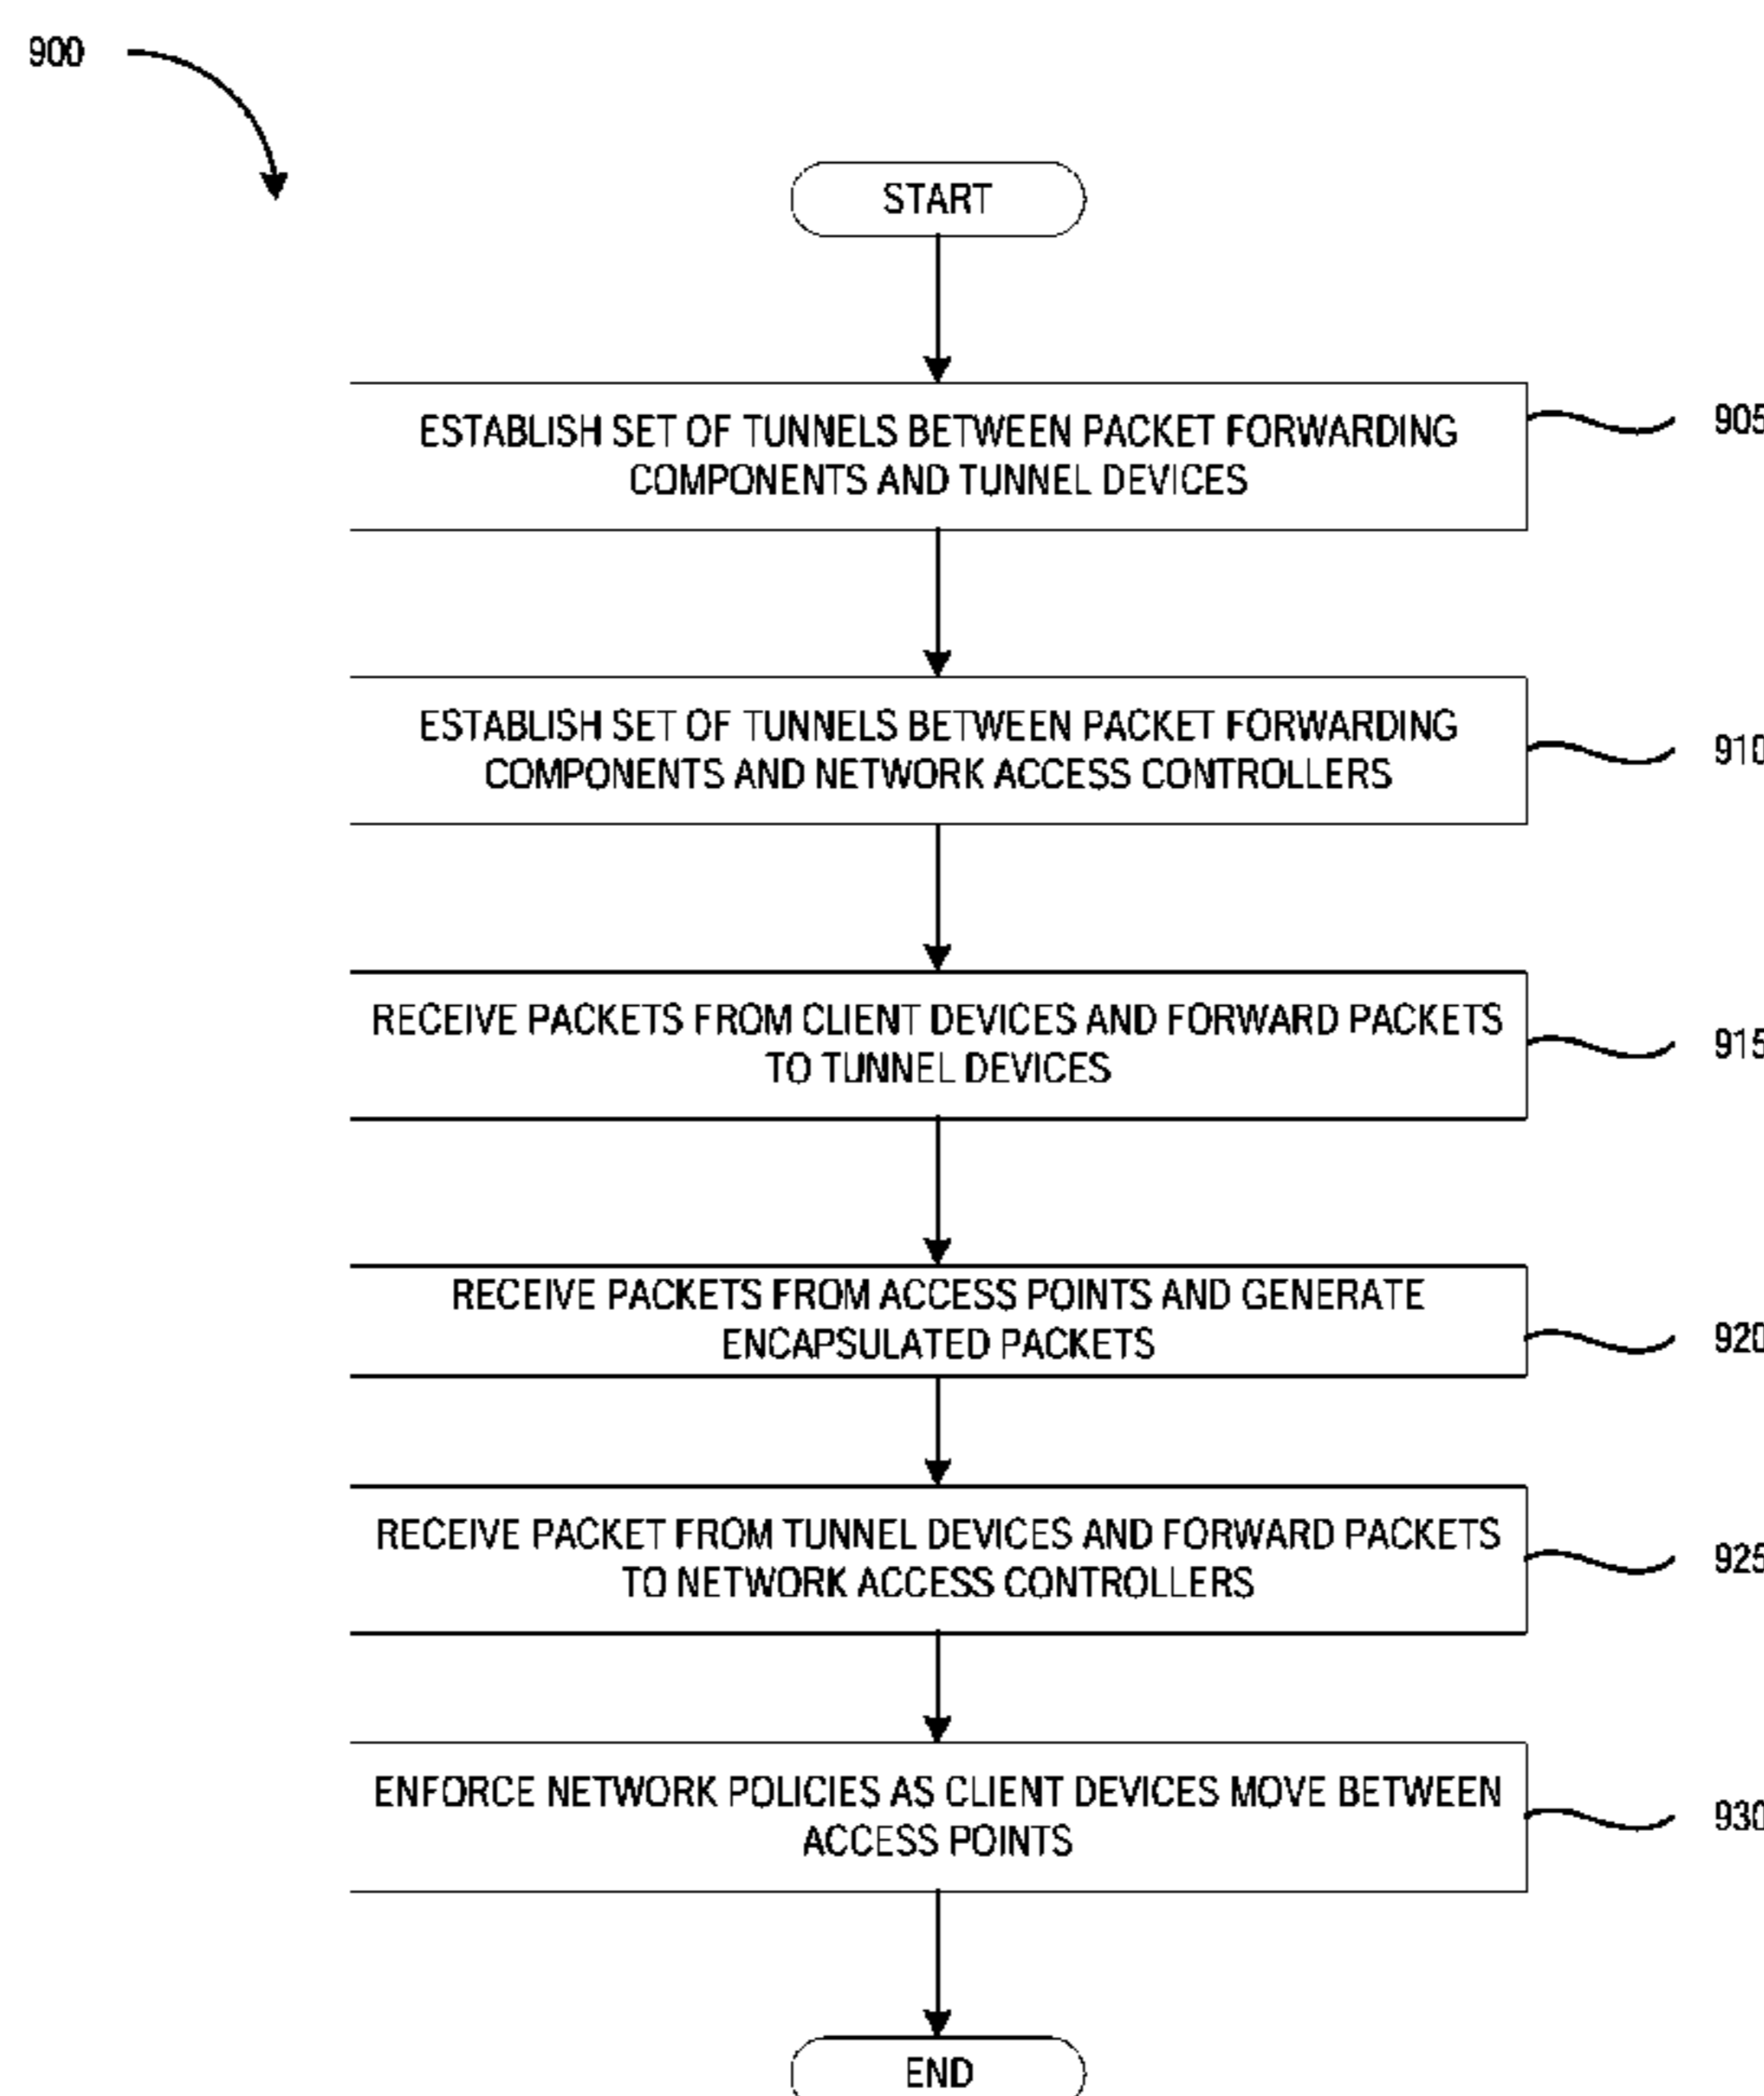 900
START
ESTABLISH SET OF TUNNELS BETWEEN PACKET FORWARDING
COMPONENTS AND TUNNEL DEVICES
905
ESTABLISH SET OF TUNNELS BETWEEN PACKET FORWARDING
COMPONENTS AND NETWORK ACCESS CONTROLLERS
910
RECEIVE PACKETS FROM CLIENT DEVICES AND FORWARD PACKETS
TO TUNNEL DEVICES
915
RECEIVE PACKETS FROM ACCESS POINTS AND GENERATE
ENCAPSULATED PACKETS
920
RECEIVE PACKET FROM TUNNEL DEVICES AND FORWARD PACKETS
TO NETWORK ACCESS CONTROLLERS
925
ENFORCE NETWORK POLICIES AS CLIENT DEVICES MOVE BETWEEN
ACCESS POINTS
930
END